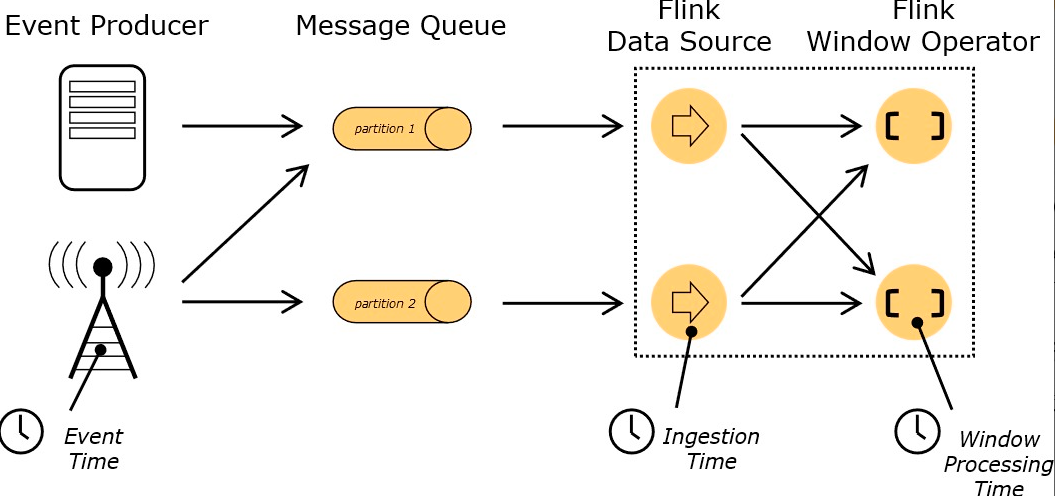 Event Producer
Message Queue
Flink
Data Source
Flink
Window Operator
partition 1
partition 2
Event
Time
Ingestion
Time
Window
Processing
Time